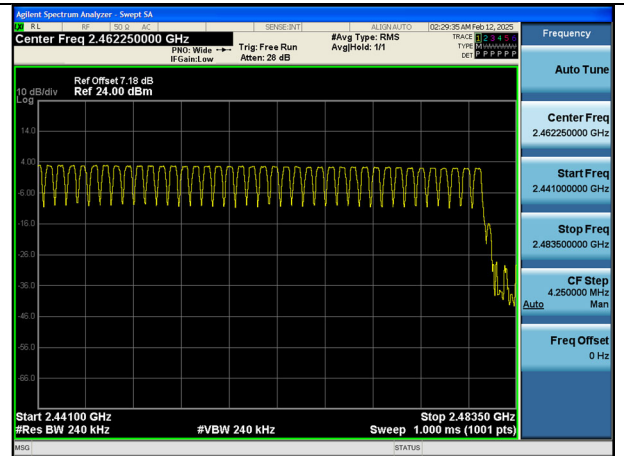 Agilent Spectrum Analyzer - Swept SA
LXI RL RF 50 Ω AC SENSE:INT ALIGN AUTO 02:29:35 AM Feb 12, 2025
Center Freq 2.462250000 GHz
PNO: Wide
IFGain:Low
Trig: Free Run
Atten: 28 dB
#Avg Type: RMS
Avg|Hold: 1/1
TRACE 1 2 3 4 5 6
TYPE M
DET P P P P P P
Ref Offset 7.18 dB
Ref 24.00 dBm
10 dB/div
Log
14.0
4.00
-6.00
-16.0
-26.0
-36.0
-46.0
-56.0
-66.0
Start 2.44100 GHz
Stop 2.48350 GHz
#Res BW 240 kHz
#VBW 240 kHz
Sweep 1.000 ms (1001 pts)
MSG
STATUS
Frequency
Auto Tune
Center Freq
2.462250000 GHz
Start Freq
2.441000000 GHz
Stop Freq
2.483500000 GHz
CF Step
4.250000 MHz
Auto Man
Freq Offset
0 Hz